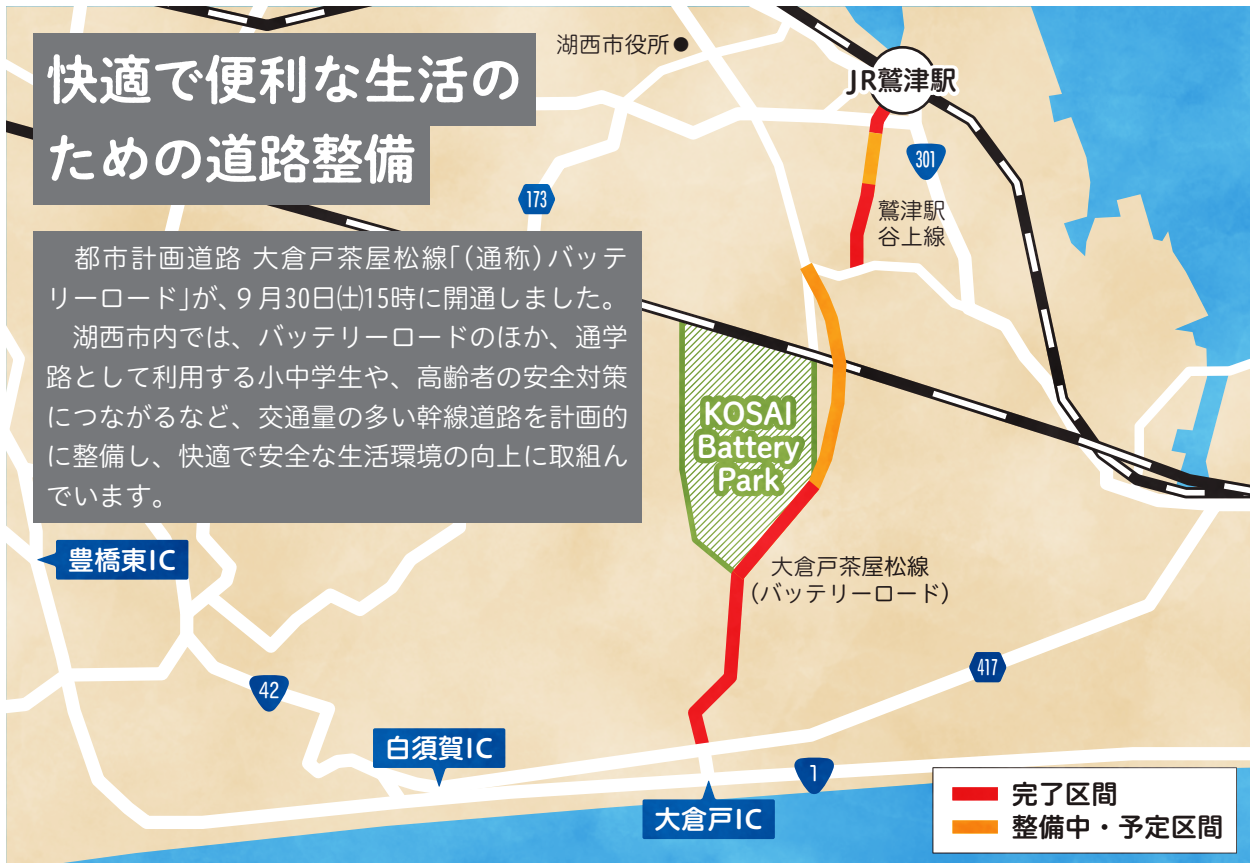 快適で便利な生活の
ための道路整備
　都市計画道路 大倉戸茶屋松線「(通称)バッテ
リーロード」が、9月30日㈯15時に開通しました。
　湖西市内では、バッテリーロードのほか、通学
路として利用する小中学生や、高齢者の安全対策
につながるなど、交通量の多い幹線道路を計画的
に整備し、快適で安全な生活環境の向上に取組ん
でいます。
湖西市役所
JR鷲津駅
301
173
鷲津駅
谷上線
KOSAI
Battery
Park
大倉戸茶屋松線
(バッテリーロード)
豊橋東IC
42
417
白須賀IC
1
大倉戸IC
完了区間
整備中・予定区間